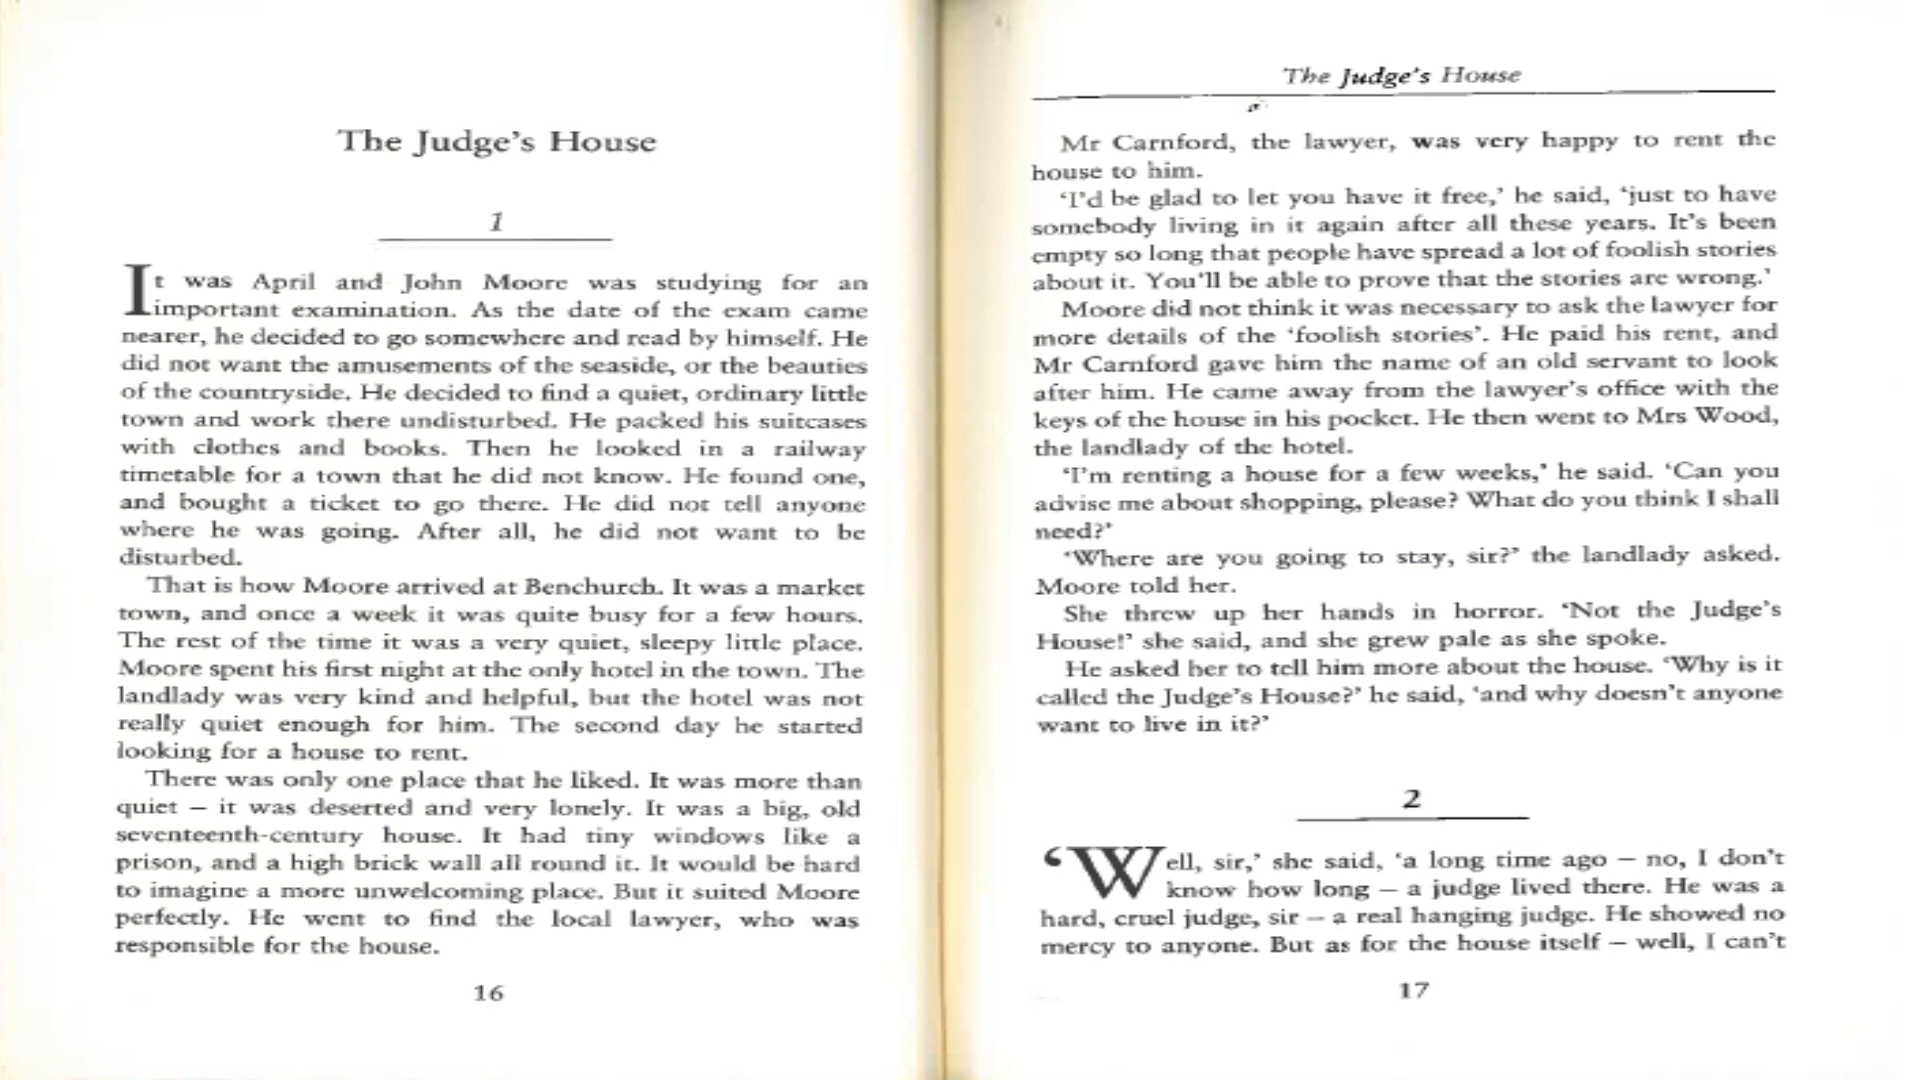 The Judge's House
1
It was April and John Moore was studying for an
important examination. As the date of the exam came
nearer, he decided to go somewhere and read by himself. He
did not want the amusements of the seaside, or the beauties
of the countryside. He decided to find a quiet, ordinary little
town and work there undisturbed. He packed his suitcases
with clothes and books. Then he looked in a railway
timetable for a town that he did not know. He found one,
and bought a ticket to go there. He did not tell anyone
where he was going. After all, he did not want to be
disturbed.
That is how Moore arrived at Benchurch. It was a market
town, and once a week it was quite busy for a few hours.
The rest of the time it was a very quiet, sleepy little place.
Moore spent his first night at the only hotel in the town. The
landlady was very kind and helpful, but the hotel was not
really quiet enough for him. The second day he started
looking for a house to rent.
There was only one place that he liked. It was more than
quiet – it was deserted and very lonely. It was a big, old
seventeenth-century house. It had tiny windows like a
prison, and a high brick wall all round it. It would be hard
to imagine a more unwelcoming place. But it suited Moore
perfectly. He went to find the local lawyer, who was
responsible for the house.
16
The Judge's House
Mr Carnford, the lawyer, was very happy to rent the
house to him.
‘I'd be glad to let you have it free,’ he said, ‘just to have
somebody living in it again after all these years. It's been
empty so long that people have spread a lot of foolish stories
about it. You'll be able to prove that the stories are wrong.’
Moore did not think it was necessary to ask the lawyer for
more details of the ‘foolish stories’. He paid his rent, and
Mr Carnford gave him the name of an old servant to look
after him. He came away from the lawyer's office with the
keys of the house in his pocket. He then went to Mrs Wood,
the landlady of the hotel.
‘I'm renting a house for a few weeks,’ he said. ‘Can you
advise me about shopping, please? What do you think I shall
need?’
‘Where are you going to stay, sir?’ the landlady asked.
Moore told her.
She threw up her hands in horror. ‘Not the Judge's
House!’ she said, and she grew pale as she spoke.
He asked her to tell him more about the house. ‘Why is it
called the Judge's House?’ he said, ‘and why doesn't anyone
want to live in it?’
2
‘Well, sir,’ she said, ‘a long time ago – no, I don't
know how long – a judge lived there. He was a
hard, cruel judge, sir – a real hanging judge. He showed no
mercy to anyone. But as for the house itself – well, I can't
17